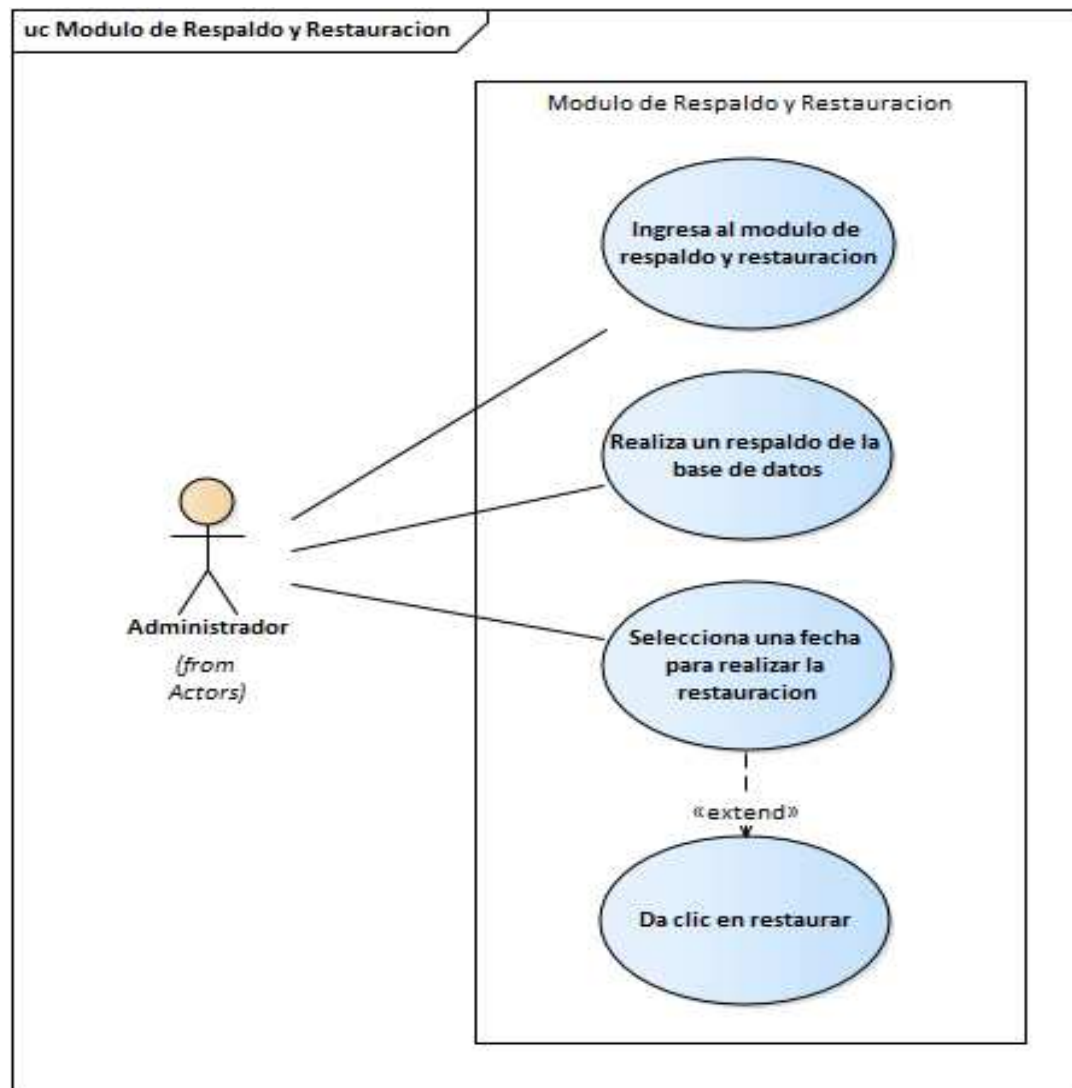 uc Modulo de Respaldo y Restauracion
Modulo de Respaldo y Restauracion
Ingresa al modulo de
respaldo y restauracion
Realiza un respaldo de la
base de datos
Administrador
(from
Actors)
Selecciona una fecha
para realizar la
restauracion
«extend»
Da clic en restaurar